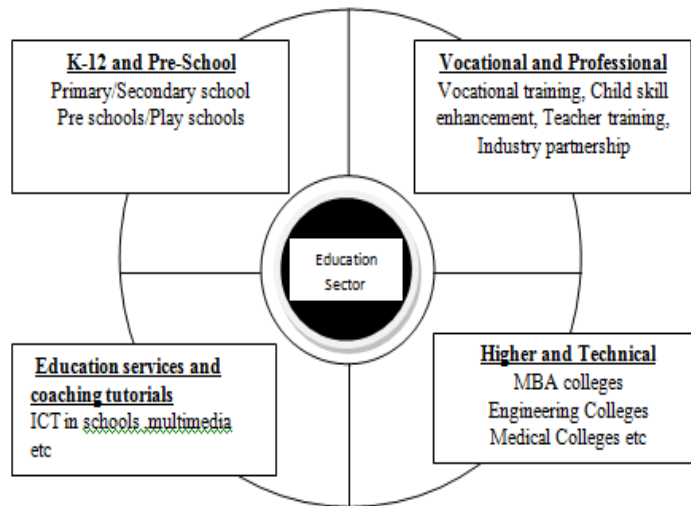 K-12 and Pre-School
Primary/Secondary school
Pre schools/Play schools
Vocational and Professional
Vocational training, Child skill
enhancement, Teacher training,
Industry partnership
Education
Sector
Education services and
coaching tutorials
ICT in schools ,multimedia
etc
Higher and Technical
MBA colleges
Engineering Colleges
Medical Colleges etc